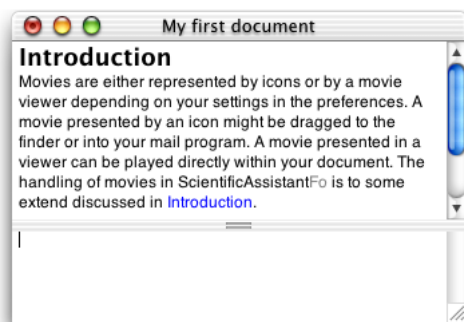 My first document
Introduction
Movies are either represented by icons or by a movie
viewer depending on your settings in the preferences. A
movie presented by an icon might be dragged to the
finder or into your mail program. A movie presented in a
viewer can be played directly within your document. The
handling of movies in ScientificAssistantFo is to some
extend discussed in Introduction.